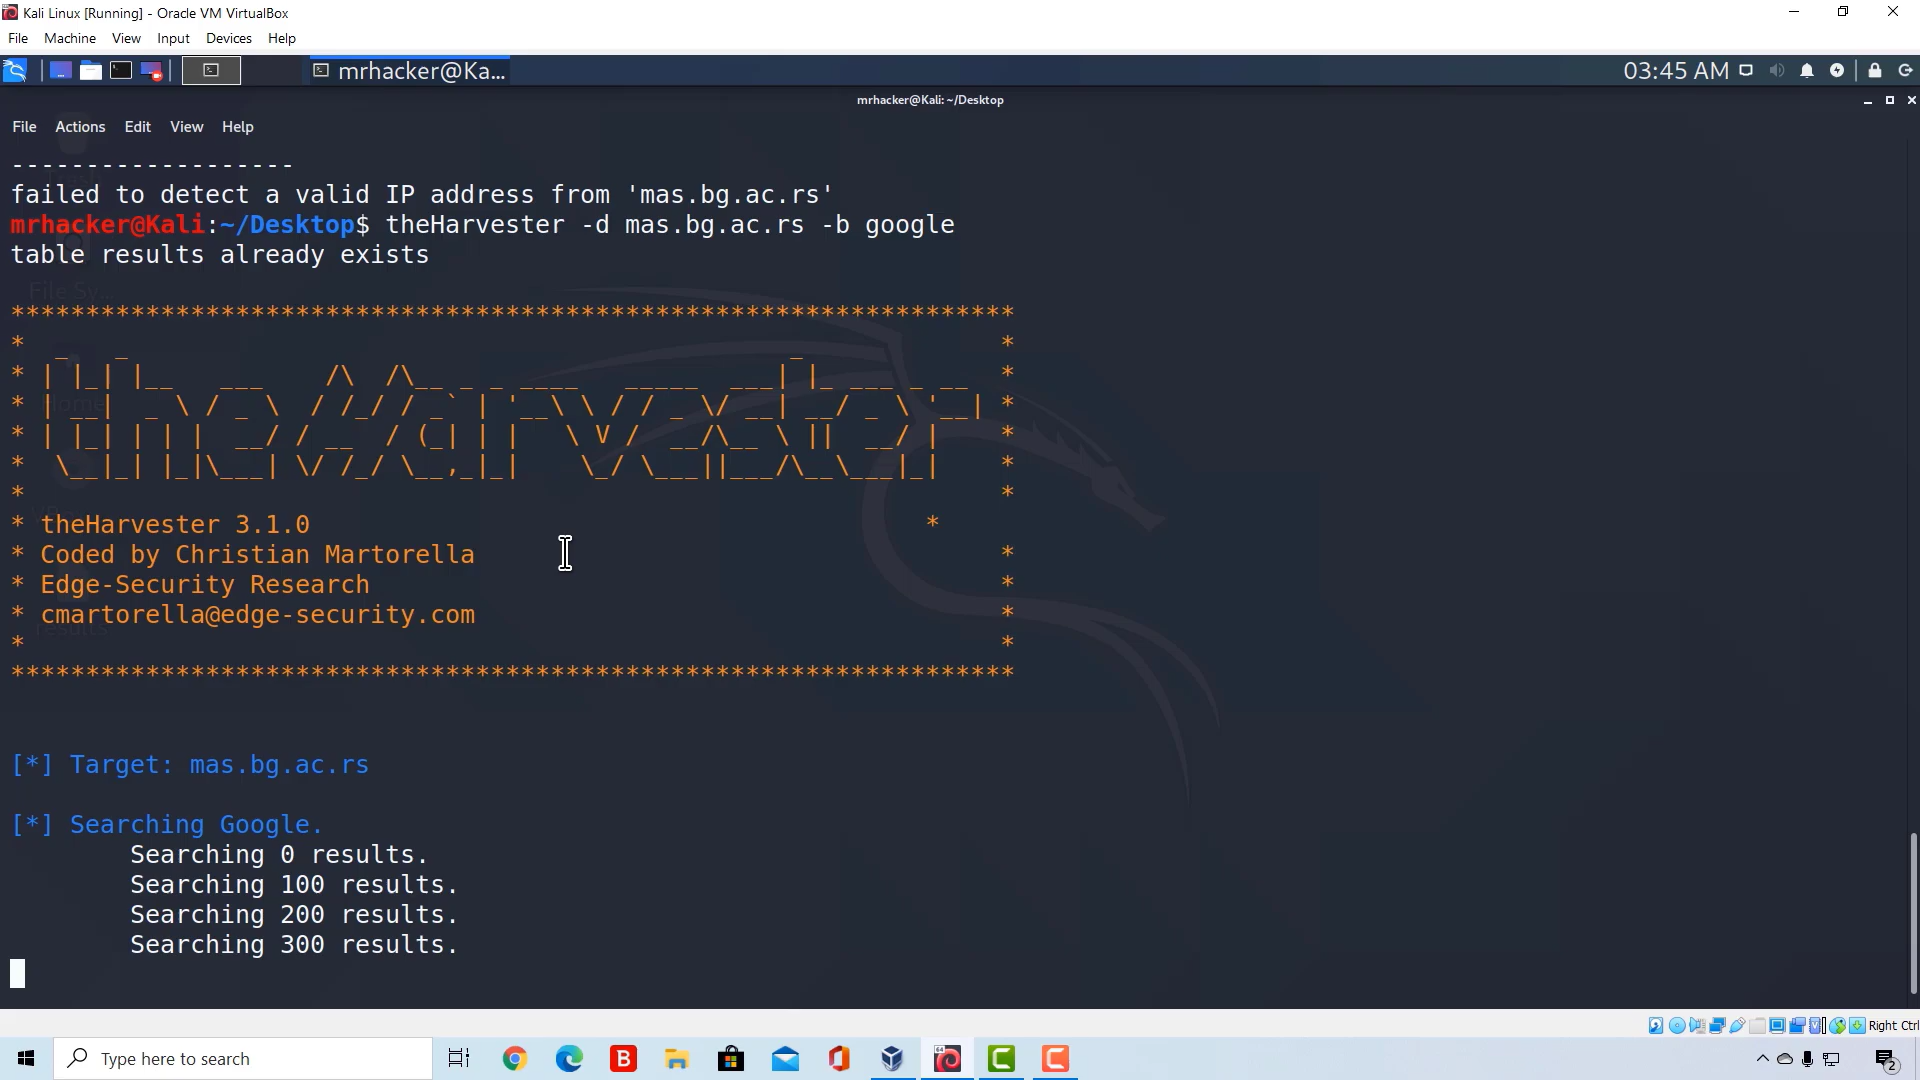 Kali Linux [Running] - Oracle VM VirtualBox
File Machine View Input Devices Help
mrhacker@Ka... 03:45 AM
mrhacker@Kali: ~/Desktop
File Actions Edit View Help
-------------------
failed to detect a valid IP address from 'mas.bg.ac.rs'
mrhacker@Kali:~/Desktop$ theHarvester -d mas.bg.ac.rs -b google
table results already exists
*******************************************************************
theHarvester
* theHarvester 3.1.0 *
* Coded by Christian Martorella *
* Edge-Security Research *
* cmartorella@edge-security.com *
* *
*******************************************************************
[*] Target: mas.bg.ac.rs
[*] Searching Google.
Searching 0 results.
Searching 100 results.
Searching 200 results.
Searching 300 results.
Right Ctrl
Type here to search
B
2